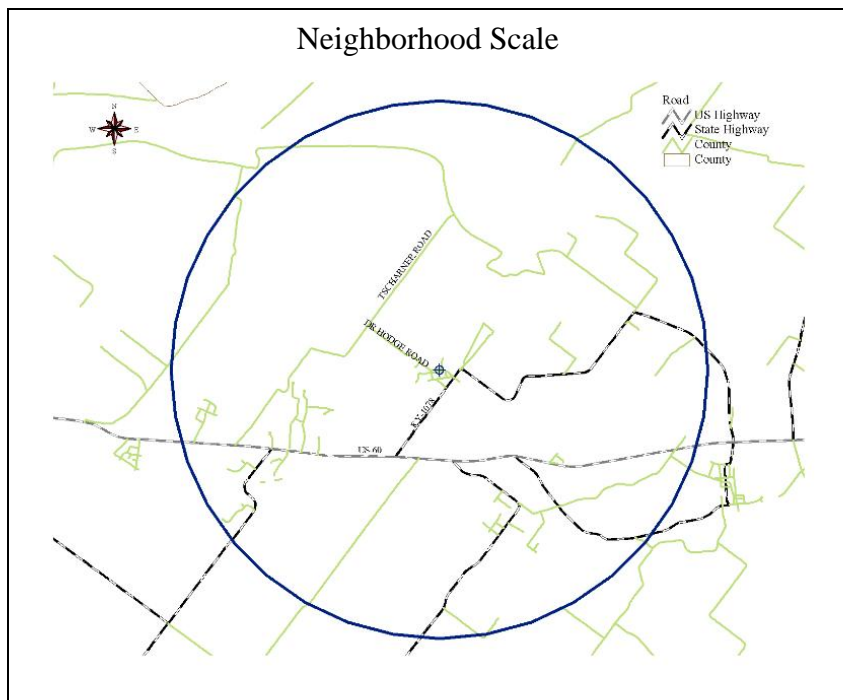 Neighborhood Scale
N
W E
S
Road
US Highway
State Highway
County
County
TSCHARNER ROAD
DR HODGE ROAD
KY-1078
US-60